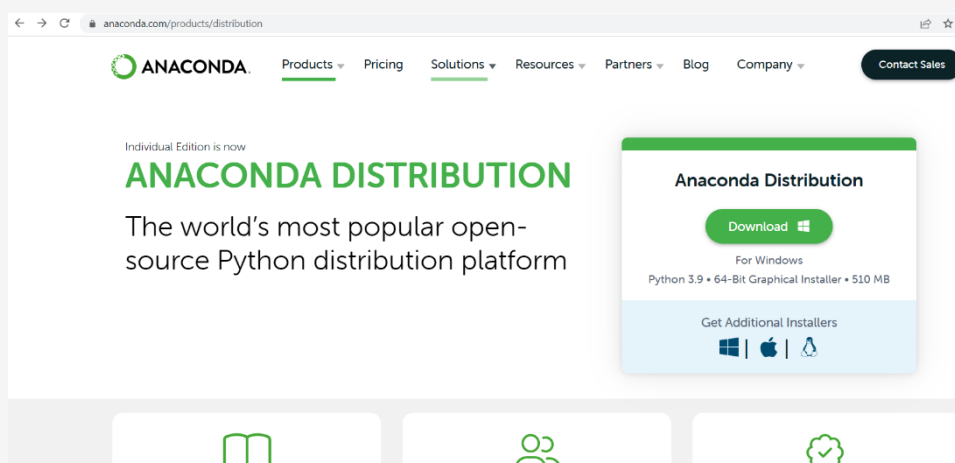 anaconda.com/products/distribution
ANACONDA.
Products
Pricing
Solutions
Resources
Partners
Blog
Company
Contact Sales
Individual Edition is now
ANACONDA DISTRIBUTION
The world's most popular open-
source Python distribution platform
Anaconda Distribution
Download
For Windows
Python 3.9 • 64-Bit Graphical Installer • 510 MB
Get Additional Installers